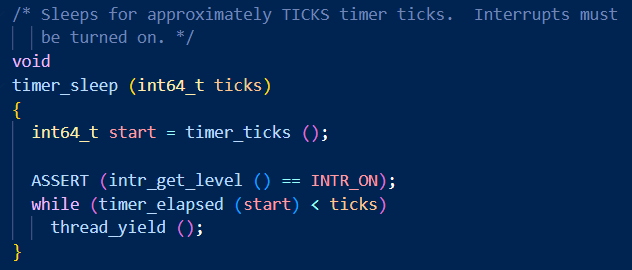 /* Sleeps for approximately TICKS timer ticks.  Interrupts must
be turned on. */
void
timer_sleep (int64_t ticks)
{
int64_t start = timer_ticks ();
ASSERT (intr_get_level () == INTR_ON);
while (timer_elapsed (start) < ticks)
thread_yield ();
}